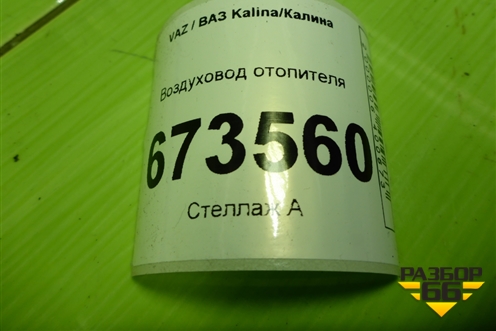 VAZ / ВАЗ Kalina/Калина
Воздуховод отопителя
673560
Стеллаж А
РАЗБОР
66